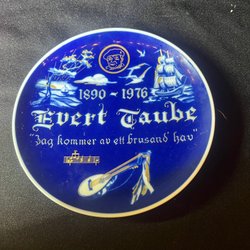 1890 - 1976
Evert Taube
"Jag kommer av ett brusand' hav"